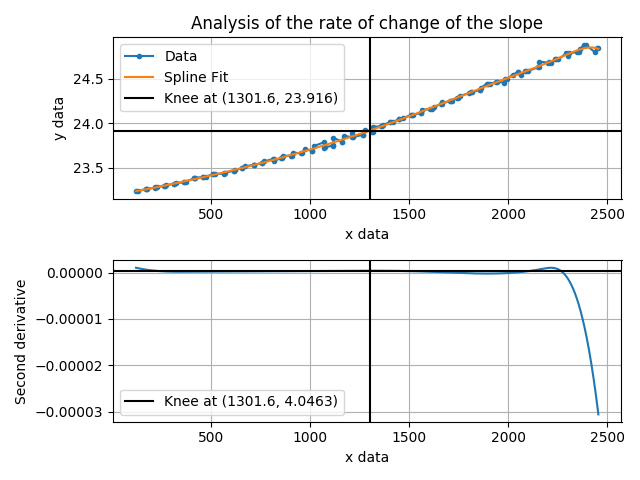 Analysis of the rate of change of the slope
Data
Spline Fit
Knee at (1301.6, 23.916)
24.5
24.0
23.5
y data
500 1000 1500 2000 2500
x data
0.00000
−0.00001
−0.00002
−0.00003
Second derivative
Knee at (1301.6, 4.0463)
500 1000 1500 2000 2500
x data